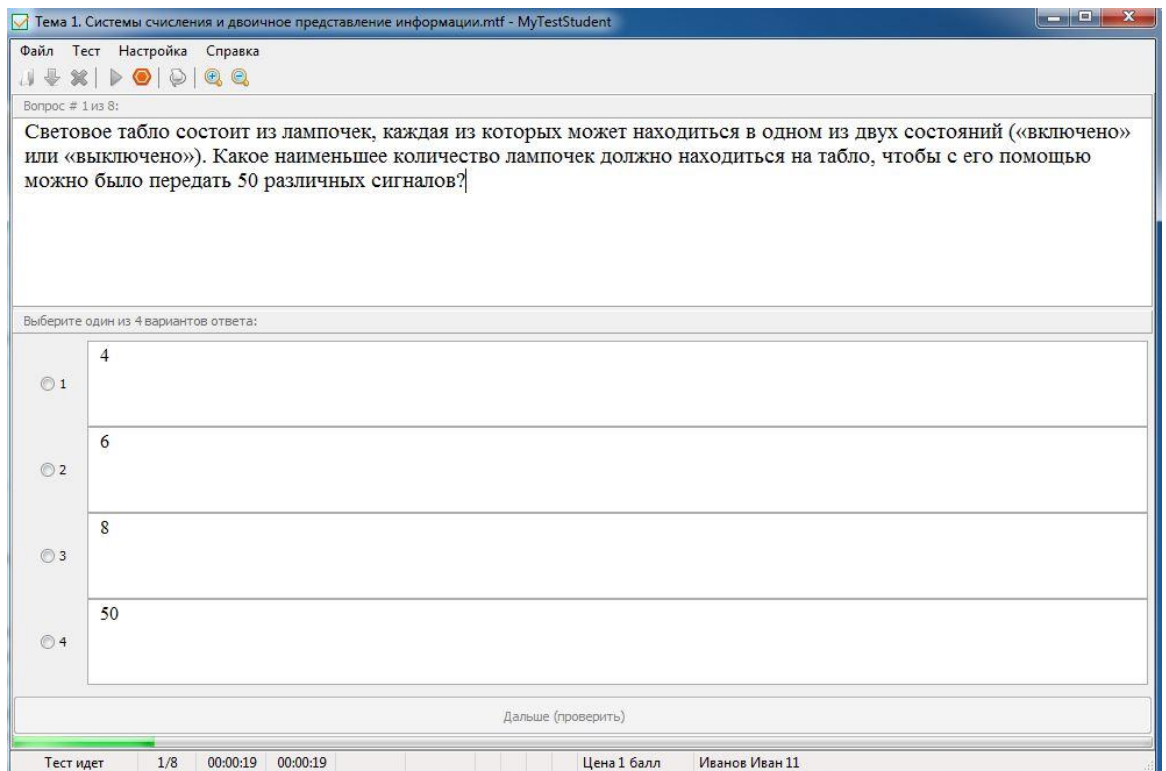 Тема 1. Системы счисления и двоичное представление информации.mtf - MyTestStudent
Файл Тест Настройка Справка
Вопрос # 1 из 8:
Световое табло состоит из лампочек, каждая из которых может находиться в одном из двух состояний («включено»
или «выключено»). Какое наименьшее количество лампочек должно находиться на табло, чтобы с его помощью
можно было передать 50 различных сигналов?
Выберите один из 4 вариантов ответа:
4
1
6
2
8
3
50
4
Дальше (проверить)
Тест идет 1/8 00:00:19 00:00:19 Цена 1 балл Иванов Иван 11